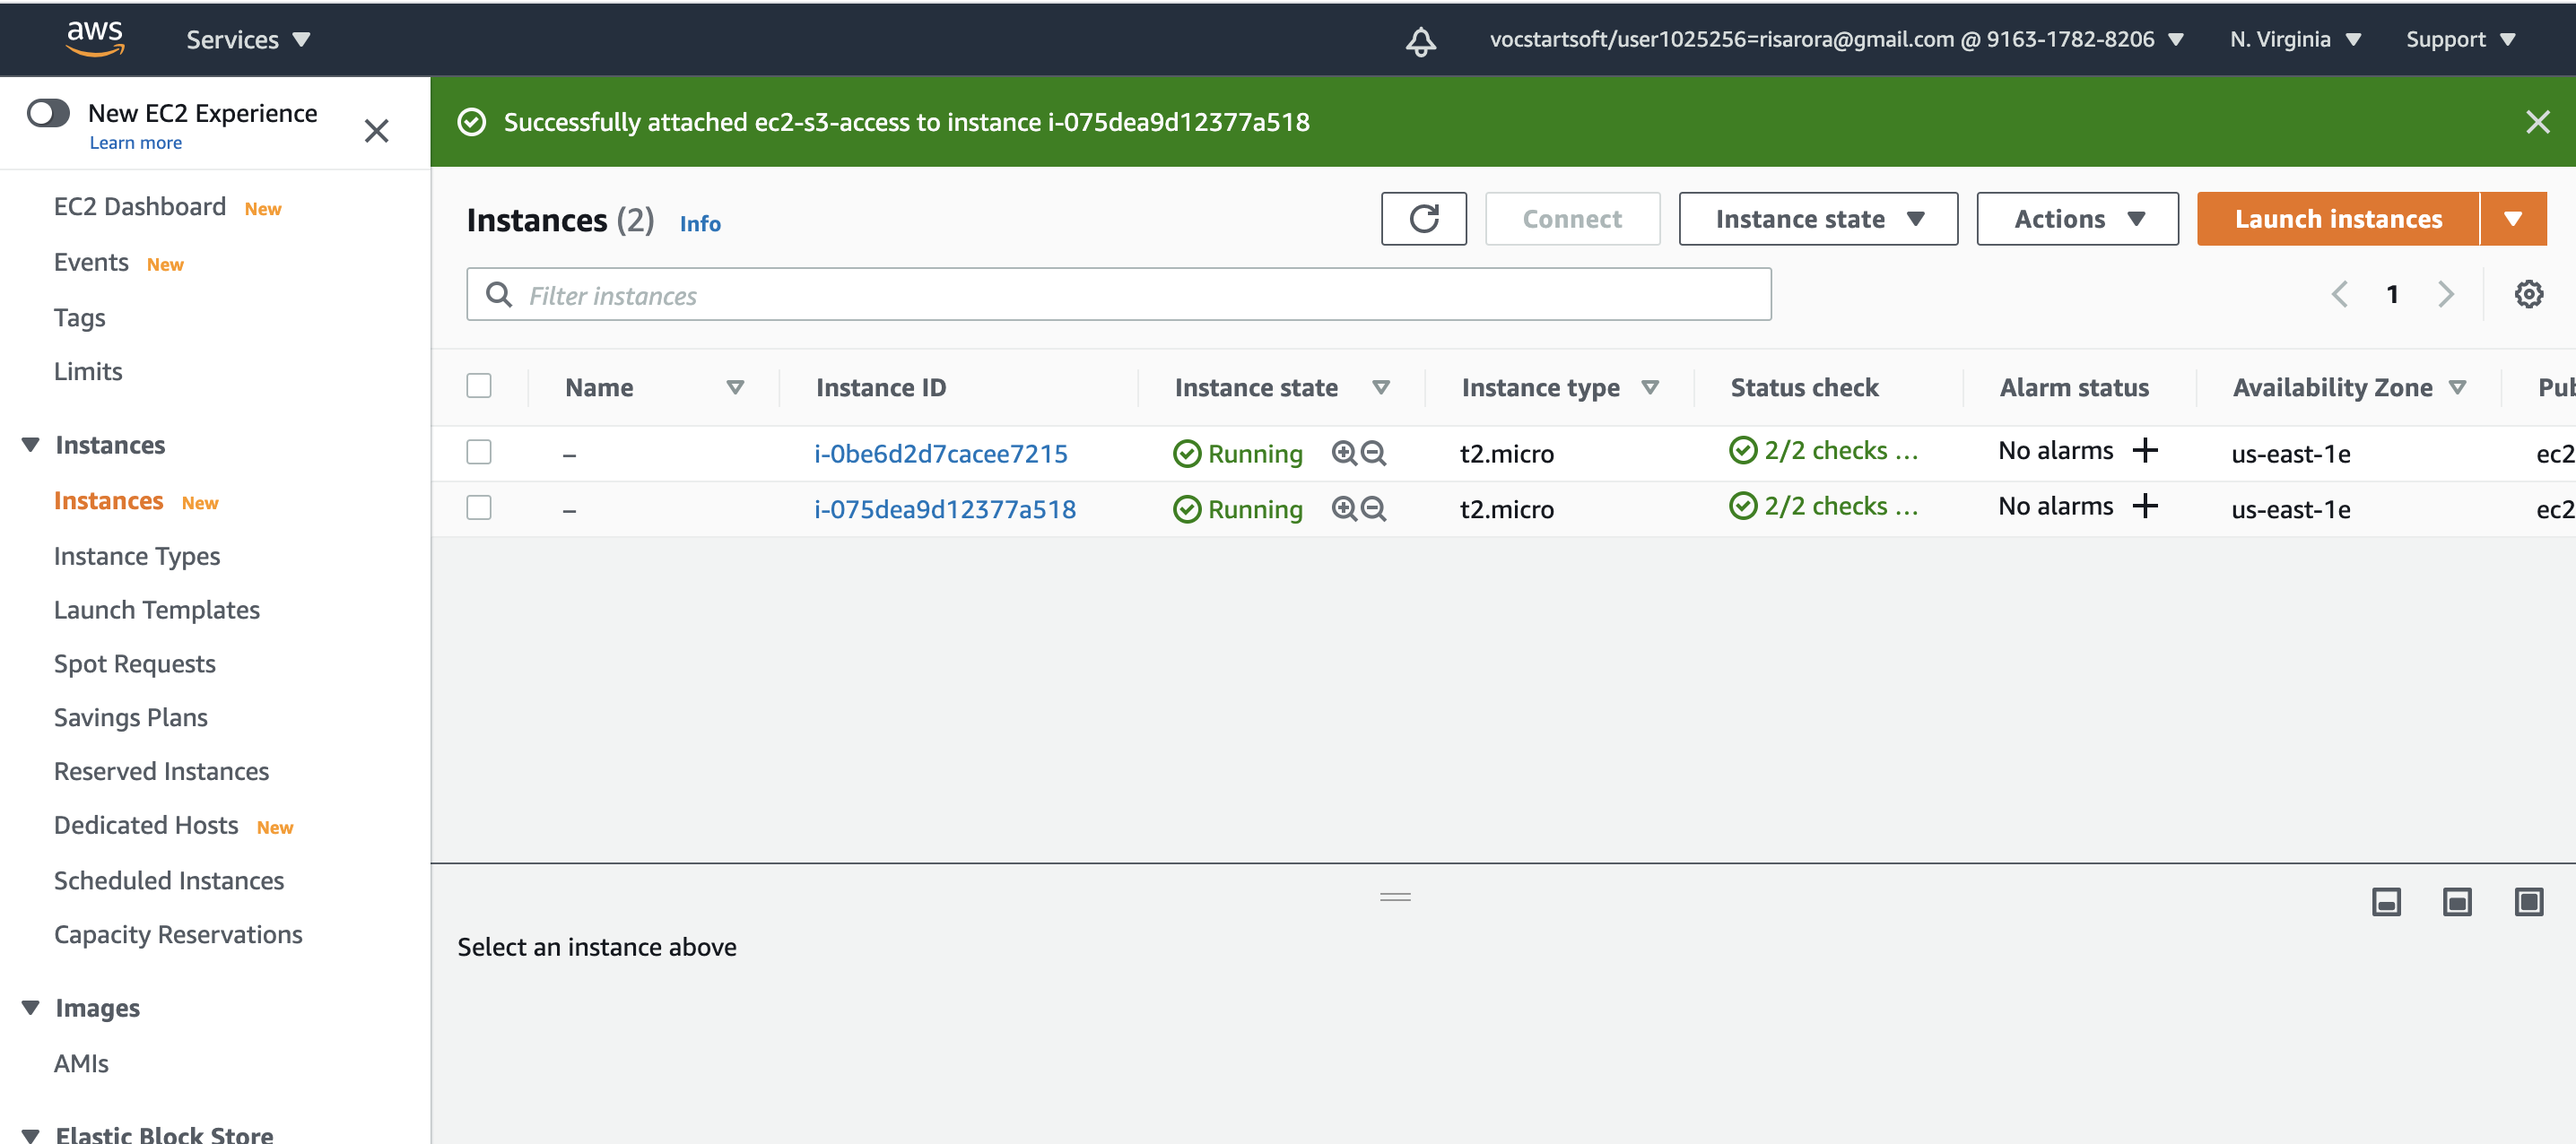 aws Services vocstartsoft/user1025256=risarora@gmail.com @ 9163-1782-8206 N. Virginia Support
New EC2 Experience
Learn more
Successfully attached ec2-s3-access to instance i-075dea9d12377a518
EC2 Dashboard New
Events New
Tags
Limits
Instances
Instances New
Instance Types
Launch Templates
Spot Requests
Savings Plans
Reserved Instances
Dedicated Hosts New
Scheduled Instances
Capacity Reservations
Images
AMIs
Elastic Block Store
Instances (2) Info
Connect Instance state Actions Launch instances
Filter instances
1
Name Instance ID Instance state Instance type Status check Alarm status Availability Zone Pub
– i-0be6d2d7cacee7215 Running t2.micro 2/2 checks ... No alarms + us-east-1e ec2
– i-075dea9d12377a518 Running t2.micro 2/2 checks ... No alarms + us-east-1e ec2
Select an instance above